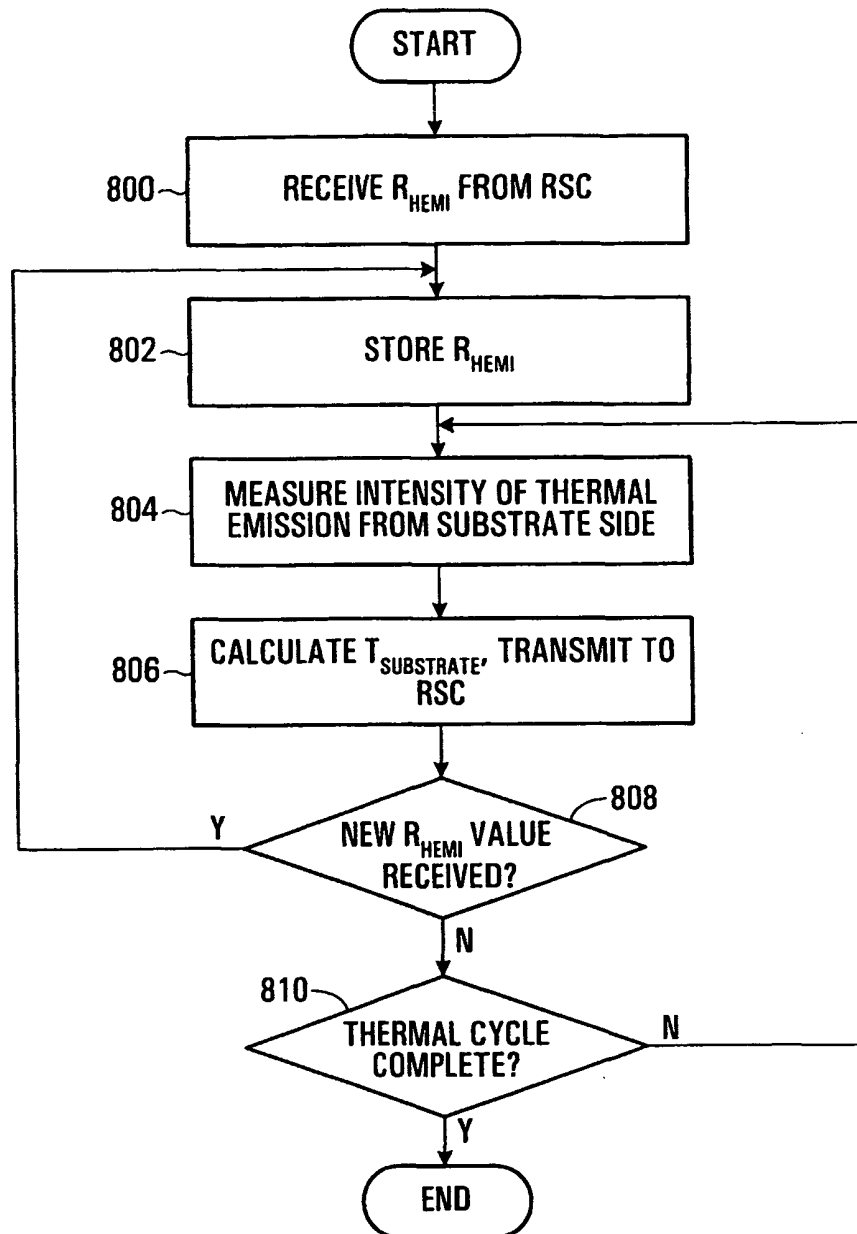 START
800
RECEIVE R_HEMI FROM RSC
802
STORE R_HEMI
804
MEASURE INTENSITY OF THERMAL
EMISSION FROM SUBSTRATE SIDE
806
CALCULATE T_SUBSTRATE, TRANSMIT TO
RSC
808
Y
NEW R_HEMI VALUE
RECEIVED?
N
810
THERMAL CYCLE
COMPLETE?
N
Y
END